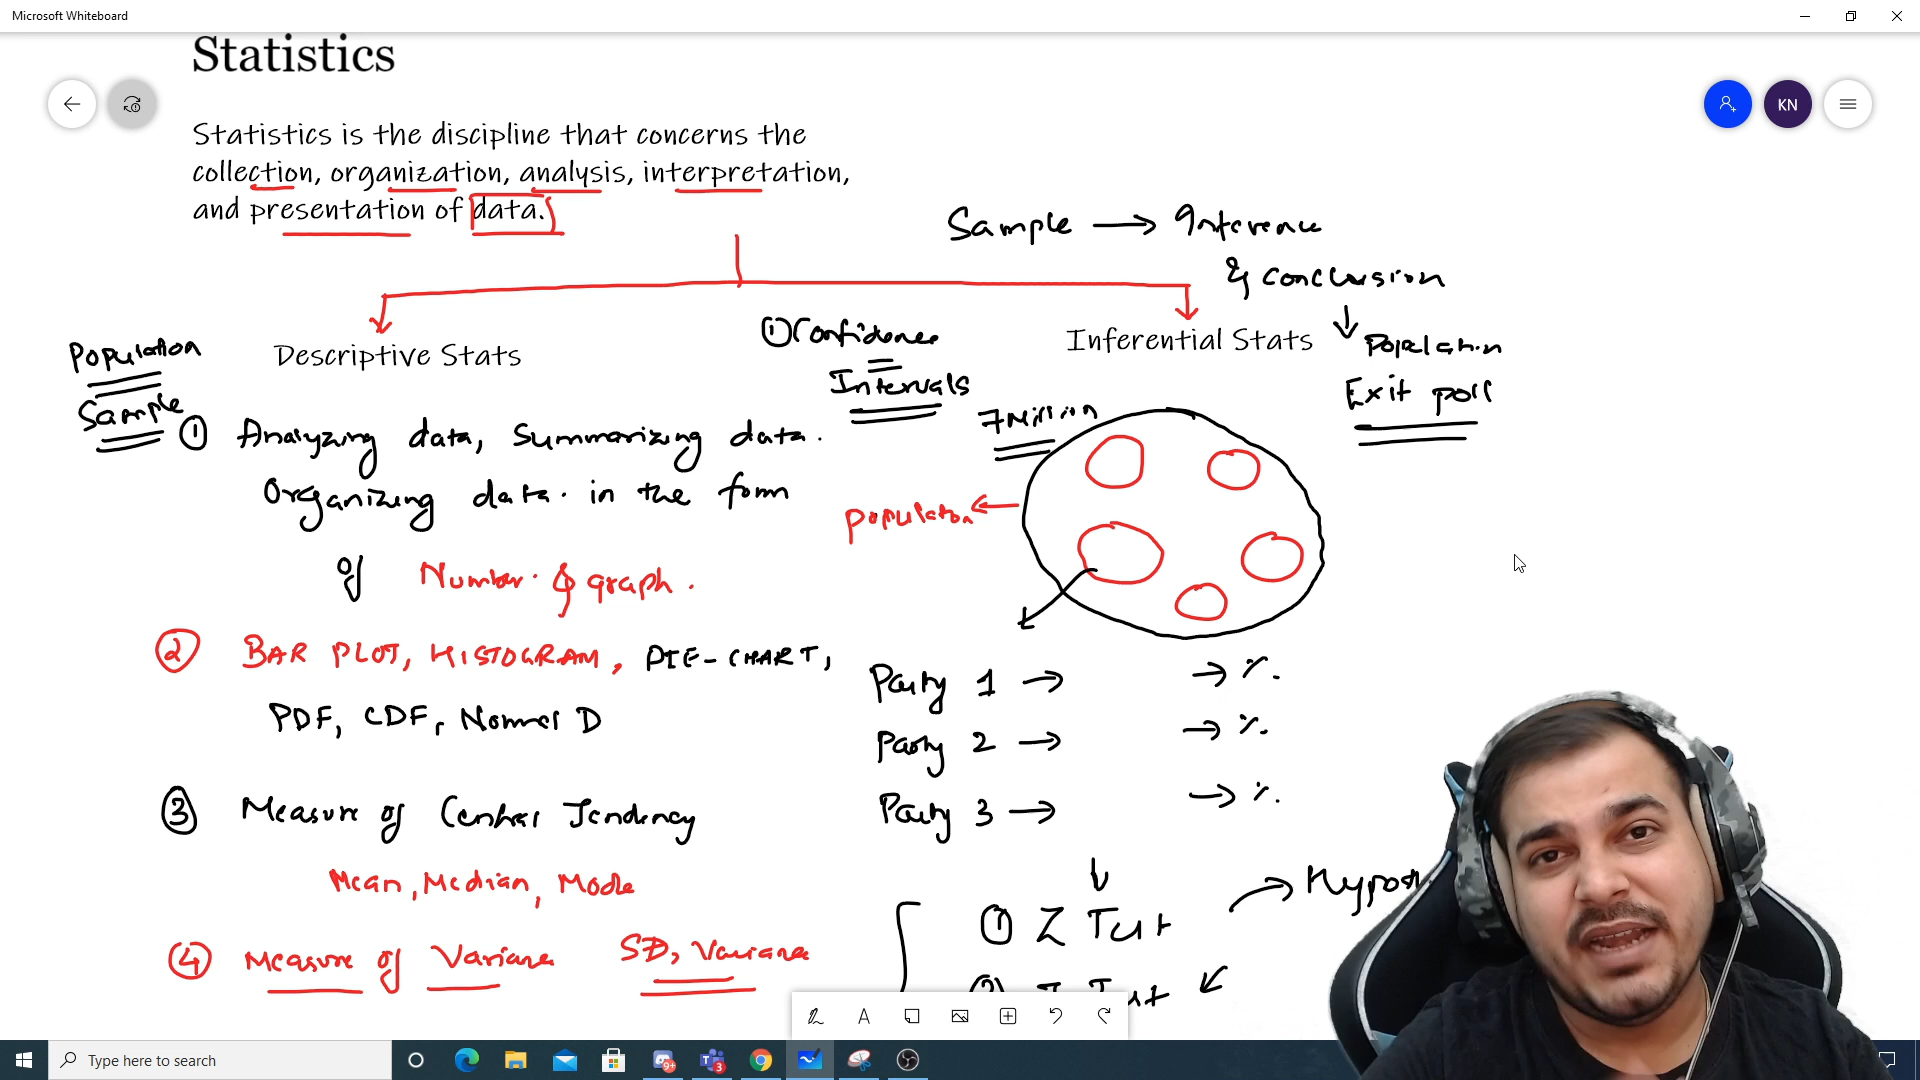 Microsoft Whiteboard
Statistics
KN
Statistics is the discipline that concerns the
collection, organization, analysis, interpretation,
and presentation of data.
Sample → Inference
& conclusion
Population
Exit poll
Population
Sample
Descriptive Stats
① Confidence
Intervals
Inferential Stats
① Analyzing data, Summarizing data.
Organizing data. in the form
of Number & graph.
7 Million
Population
② BAR PLOT, HISTOGRAM, PIE-CHART,
PDF, CDF, Normal D
Party 1 → → %.
Party 2 → → %.
Party 3 → → %.
③ Measure of Central Tendency
Mean, Median, Mode
④ Measure of Variance SD, Variance
① Z Test
→ Hypoth
Type here to search
9+
3